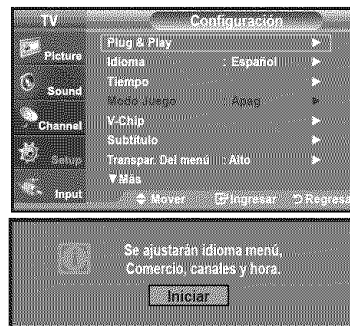 TV
Configuración
Picture
Sound
Channel
Setup
Input
Plug & Play
Idioma : Español
Tiempo
Modo Juego : Apag
V-Chip
Subtítulo
Transpar. Del menú : Alto
▼Más
Mover Ingresar Regresa
Se ajustarán idioma menú,
Comercio, canales y hora.
Iniciar